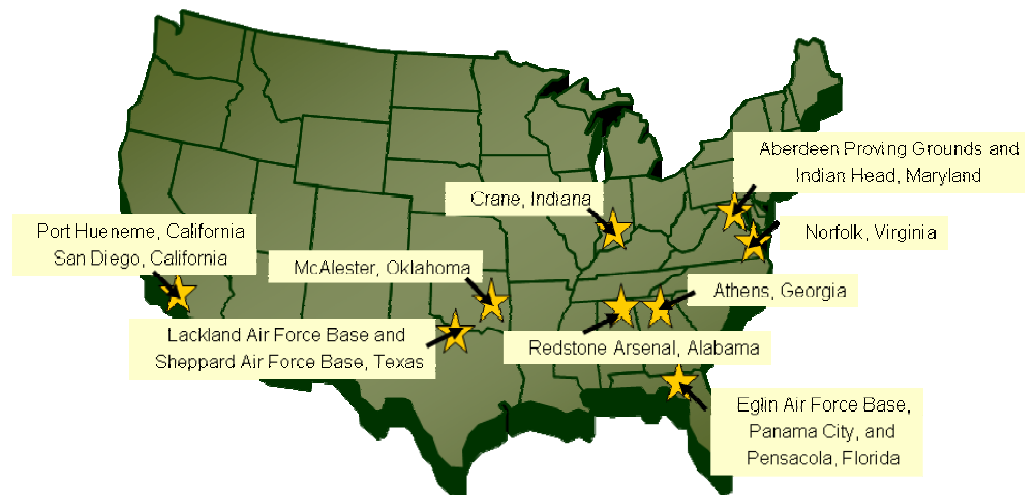 Aberdeen Proving Grounds and
Indian Head, Maryland
Crane, Indiana
Port Hueneme, California
San Diego, California
Norfolk, Virginia
McAlester, Oklahoma
Athens, Georgia
Lackland Air Force Base and
Sheppard Air Force Base, Texas
Redstone Arsenal, Alabama
Eglin Air Force Base,
Panama City, and
Pensacola, Florida